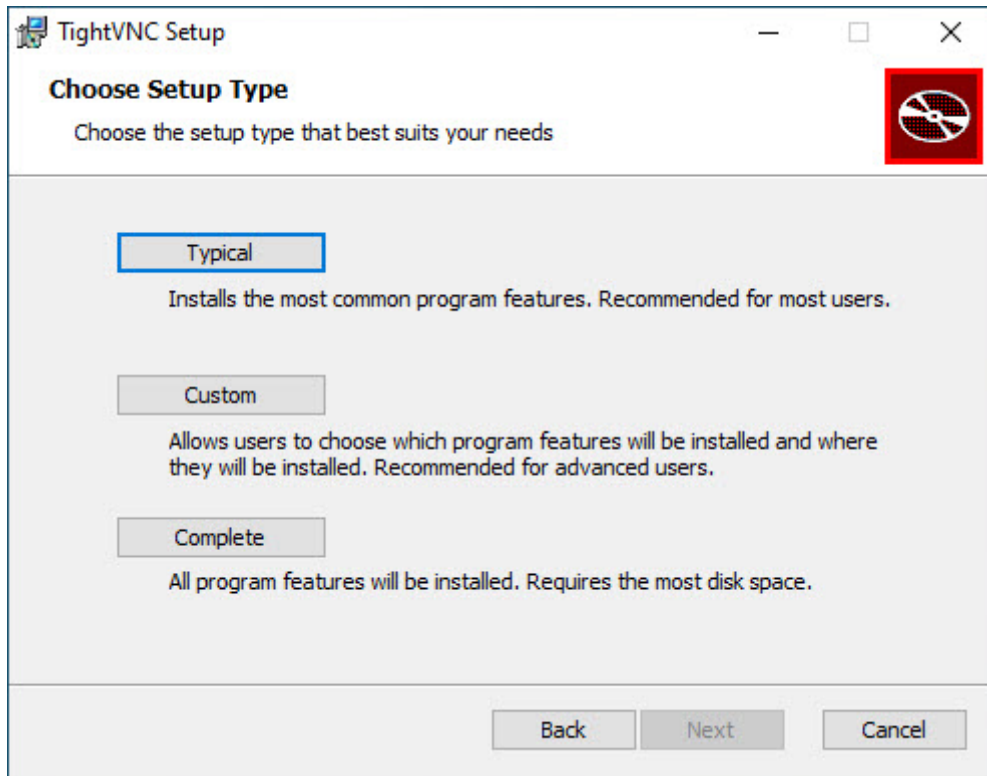 TightVNC Setup
Choose Setup Type
Choose the setup type that best suits your needs
Typical
Installs the most common program features. Recommended for most users.
Custom
Allows users to choose which program features will be installed and where
they will be installed. Recommended for advanced users.
Complete
All program features will be installed. Requires the most disk space.
Back Next Cancel